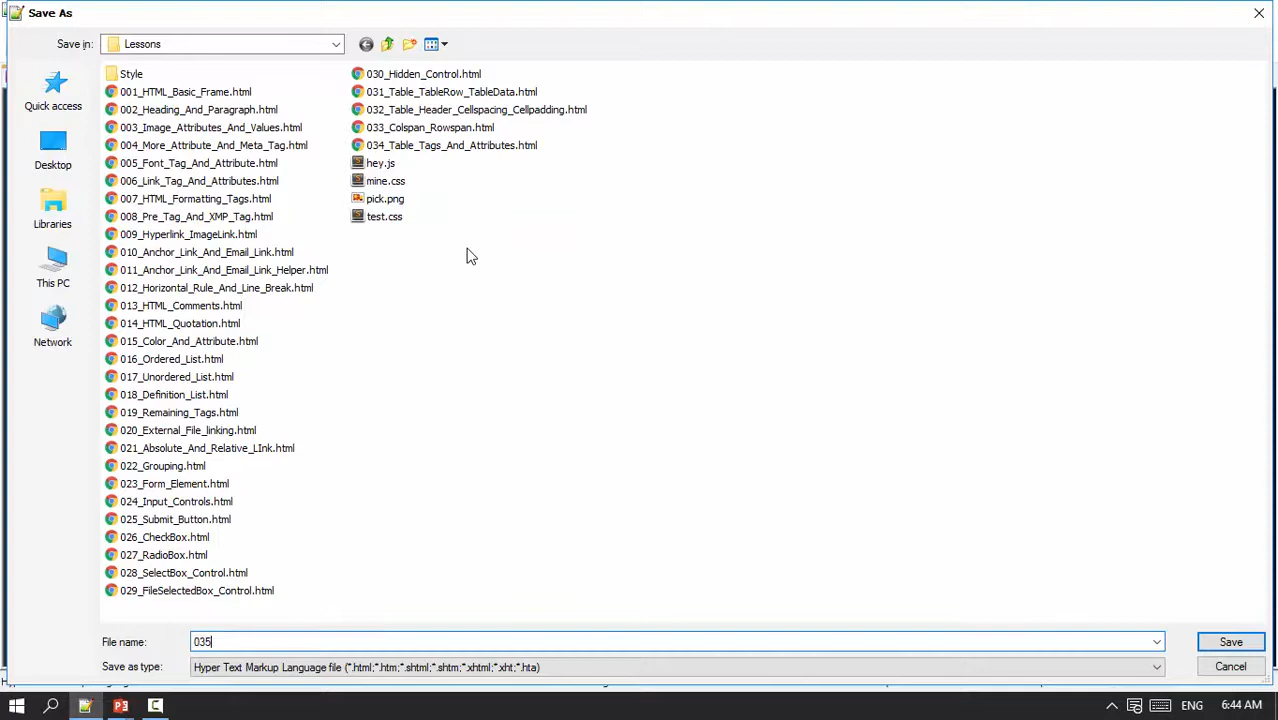 Save As
Save in:
Lessons
Quick access
Desktop
Libraries
This PC
Network
Style
001_HTML_Basic_Frame.html
002_Heading_And_Paragraph.html
003_Image_Attributes_And_Values.html
004_More_Attribute_And_Meta_Tag.html
005_Font_Tag_And_Attribute.html
006_Link_Tag_And_Attributes.html
007_HTML_Formatting_Tags.html
008_Pre_Tag_And_XMP_Tag.html
009_Hyperlink_ImageLink.html
010_Anchor_Link_And_Email_Link.html
011_Anchor_Link_And_Email_Link_Helper.html
012_Horizontal_Rule_And_Line_Break.html
013_HTML_Comments.html
014_HTML_Quotation.html
015_Color_And_Attribute.html
016_Ordered_List.html
017_Unordered_List.html
018_Definition_List.html
019_Remaining_Tags.html
020_External_File_linking.html
021_Absolute_And_Relative_LInk.html
022_Grouping.html
023_Form_Element.html
024_Input_Controls.html
025_Submit_Button.html
026_CheckBox.html
027_RadioBox.html
028_SelectBox_Control.html
029_FileSelectedBox_Control.html
030_Hidden_Control.html
031_Table_TableRow_TableData.html
032_Table_Header_Cellspacing_Cellpadding.html
033_Colspan_Rowspan.html
034_Table_Tags_And_Attributes.html
hey.js
mine.css
pick.png
test.css
File name:
035
Save
Save as type:
Hyper Text Markup Language file (*.html;*.htm;*.shtml;*.shtm;*.xhtml;*.xht;*.hta)
Cancel
ENG
6:44 AM